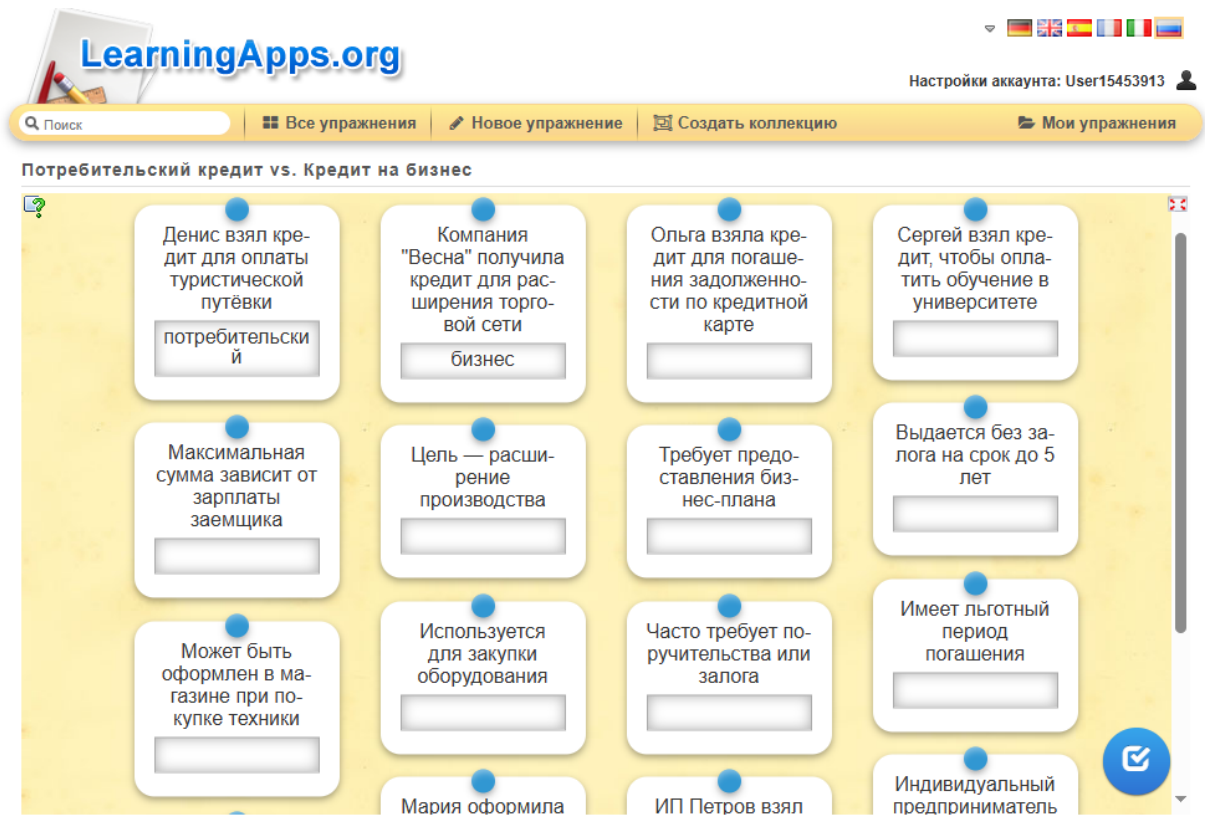 LearningApps.org
Настройки аккаунта: User15453913
Поиск
Все упражнения
Новое упражнение
Создать коллекцию
Мои упражнения
Потребительский кредит vs. Кредит на бизнес
Денис взял кре-
дит для оплаты
туристической
путёвки
потребительски
й
Компания
"Весна" получила
кредит для рас-
ширения торго-
вой сети
бизнес
Ольга взяла кре-
дит для погаше-
ния задолженно-
сти по кредитной
карте
Сергей взял кре-
дит, чтобы опла-
тить обучение в
университете
Максимальная
сумма зависит от
зарплаты
заемщика
Цель — расши-
рение
производства
Требует предо-
ставления биз-
нес-плана
Выдается без за-
лога на срок до 5
лет
Может быть
оформлен в ма-
газине при по-
купке техники
Используется
для закупки
оборудования
Часто требует по-
ручительства или
залога
Имеет льготный
период
погашения
Мария оформила
ИП Петров взял
Индивидуальный
предприниматель